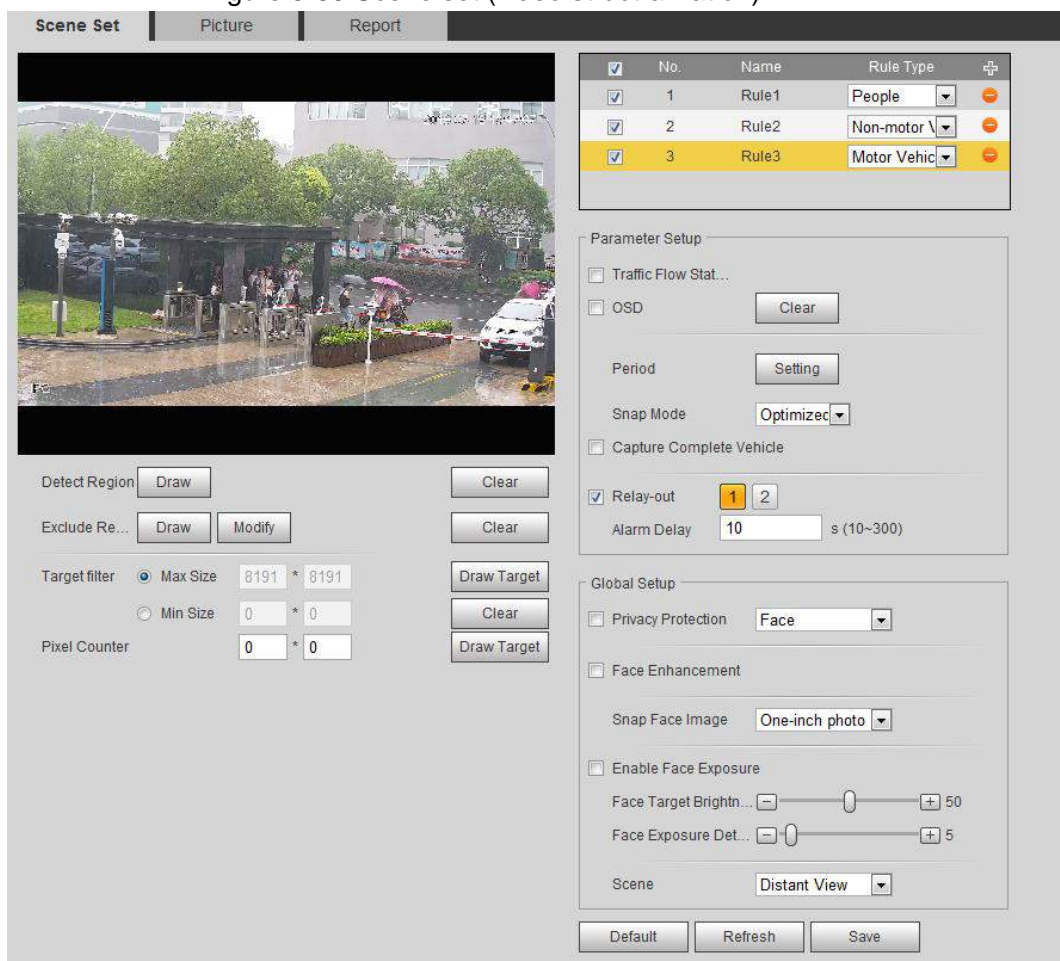 Scene Set Picture Report
No. Name Rule Type
1 Rule1 People
2 Rule2 Non-motor V
3 Rule3 Motor Vehic
Parameter Setup
Traffic Flow Stat...
OSD Clear
Period Setting
Snap Mode Optimized
Capture Complete Vehicle
Relay-out 1 2
Alarm Delay 10 s (10~300)
Detect Region Draw Clear
Exclude Re... Draw Modify Clear
Target filter Max Size 8191 * 8191 Draw Target
Min Size 0 * 0 Clear
Pixel Counter 0 * 0 Draw Target
Global Setup
Privacy Protection Face
Face Enhancement
Snap Face Image One-inch photo
Enable Face Exposure
Face Target Brightn... 50
Face Exposure Det... 5
Scene Distant View
Default Refresh Save